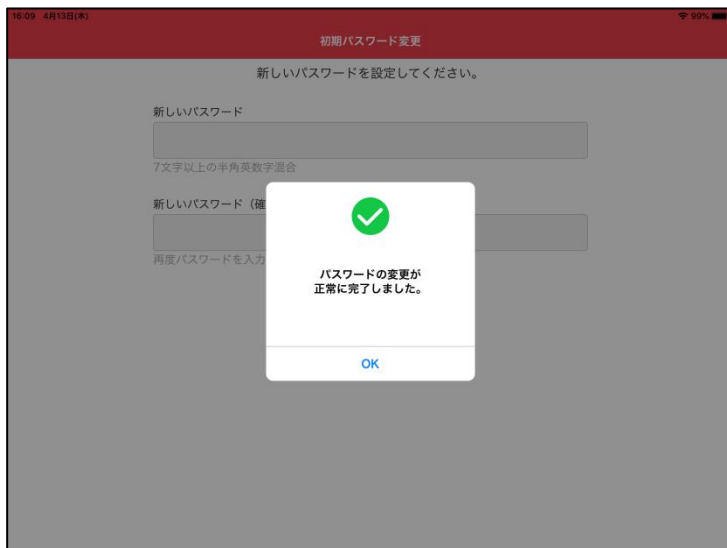 16:09 4月13日(木)
99%
初期パスワード変更
新しいパスワードを設定してください。
新しいパスワード
7文字以上の半角英数字混合
新しいパスワード（確
再度パスワードを入力
パスワードの変更が
正常に完了しました。
OK